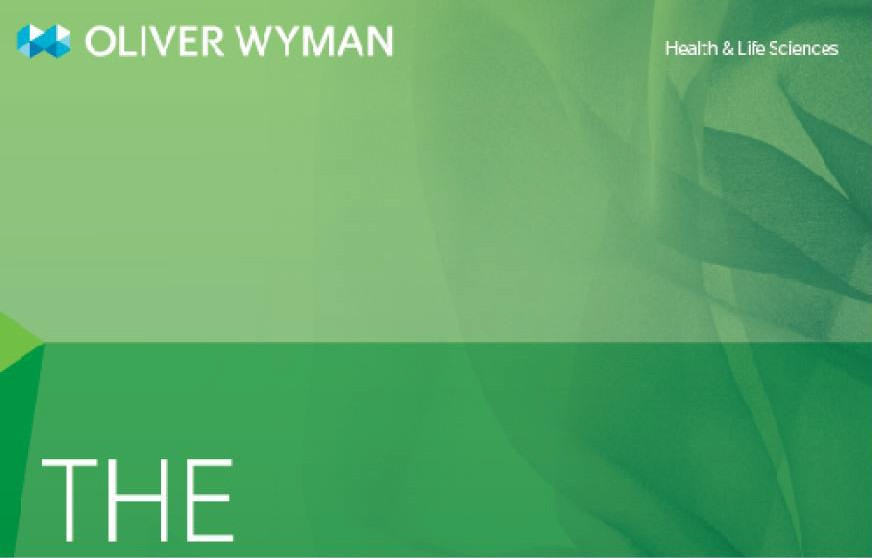 OLIVER WYMAN
Health & Life Sciences
THE